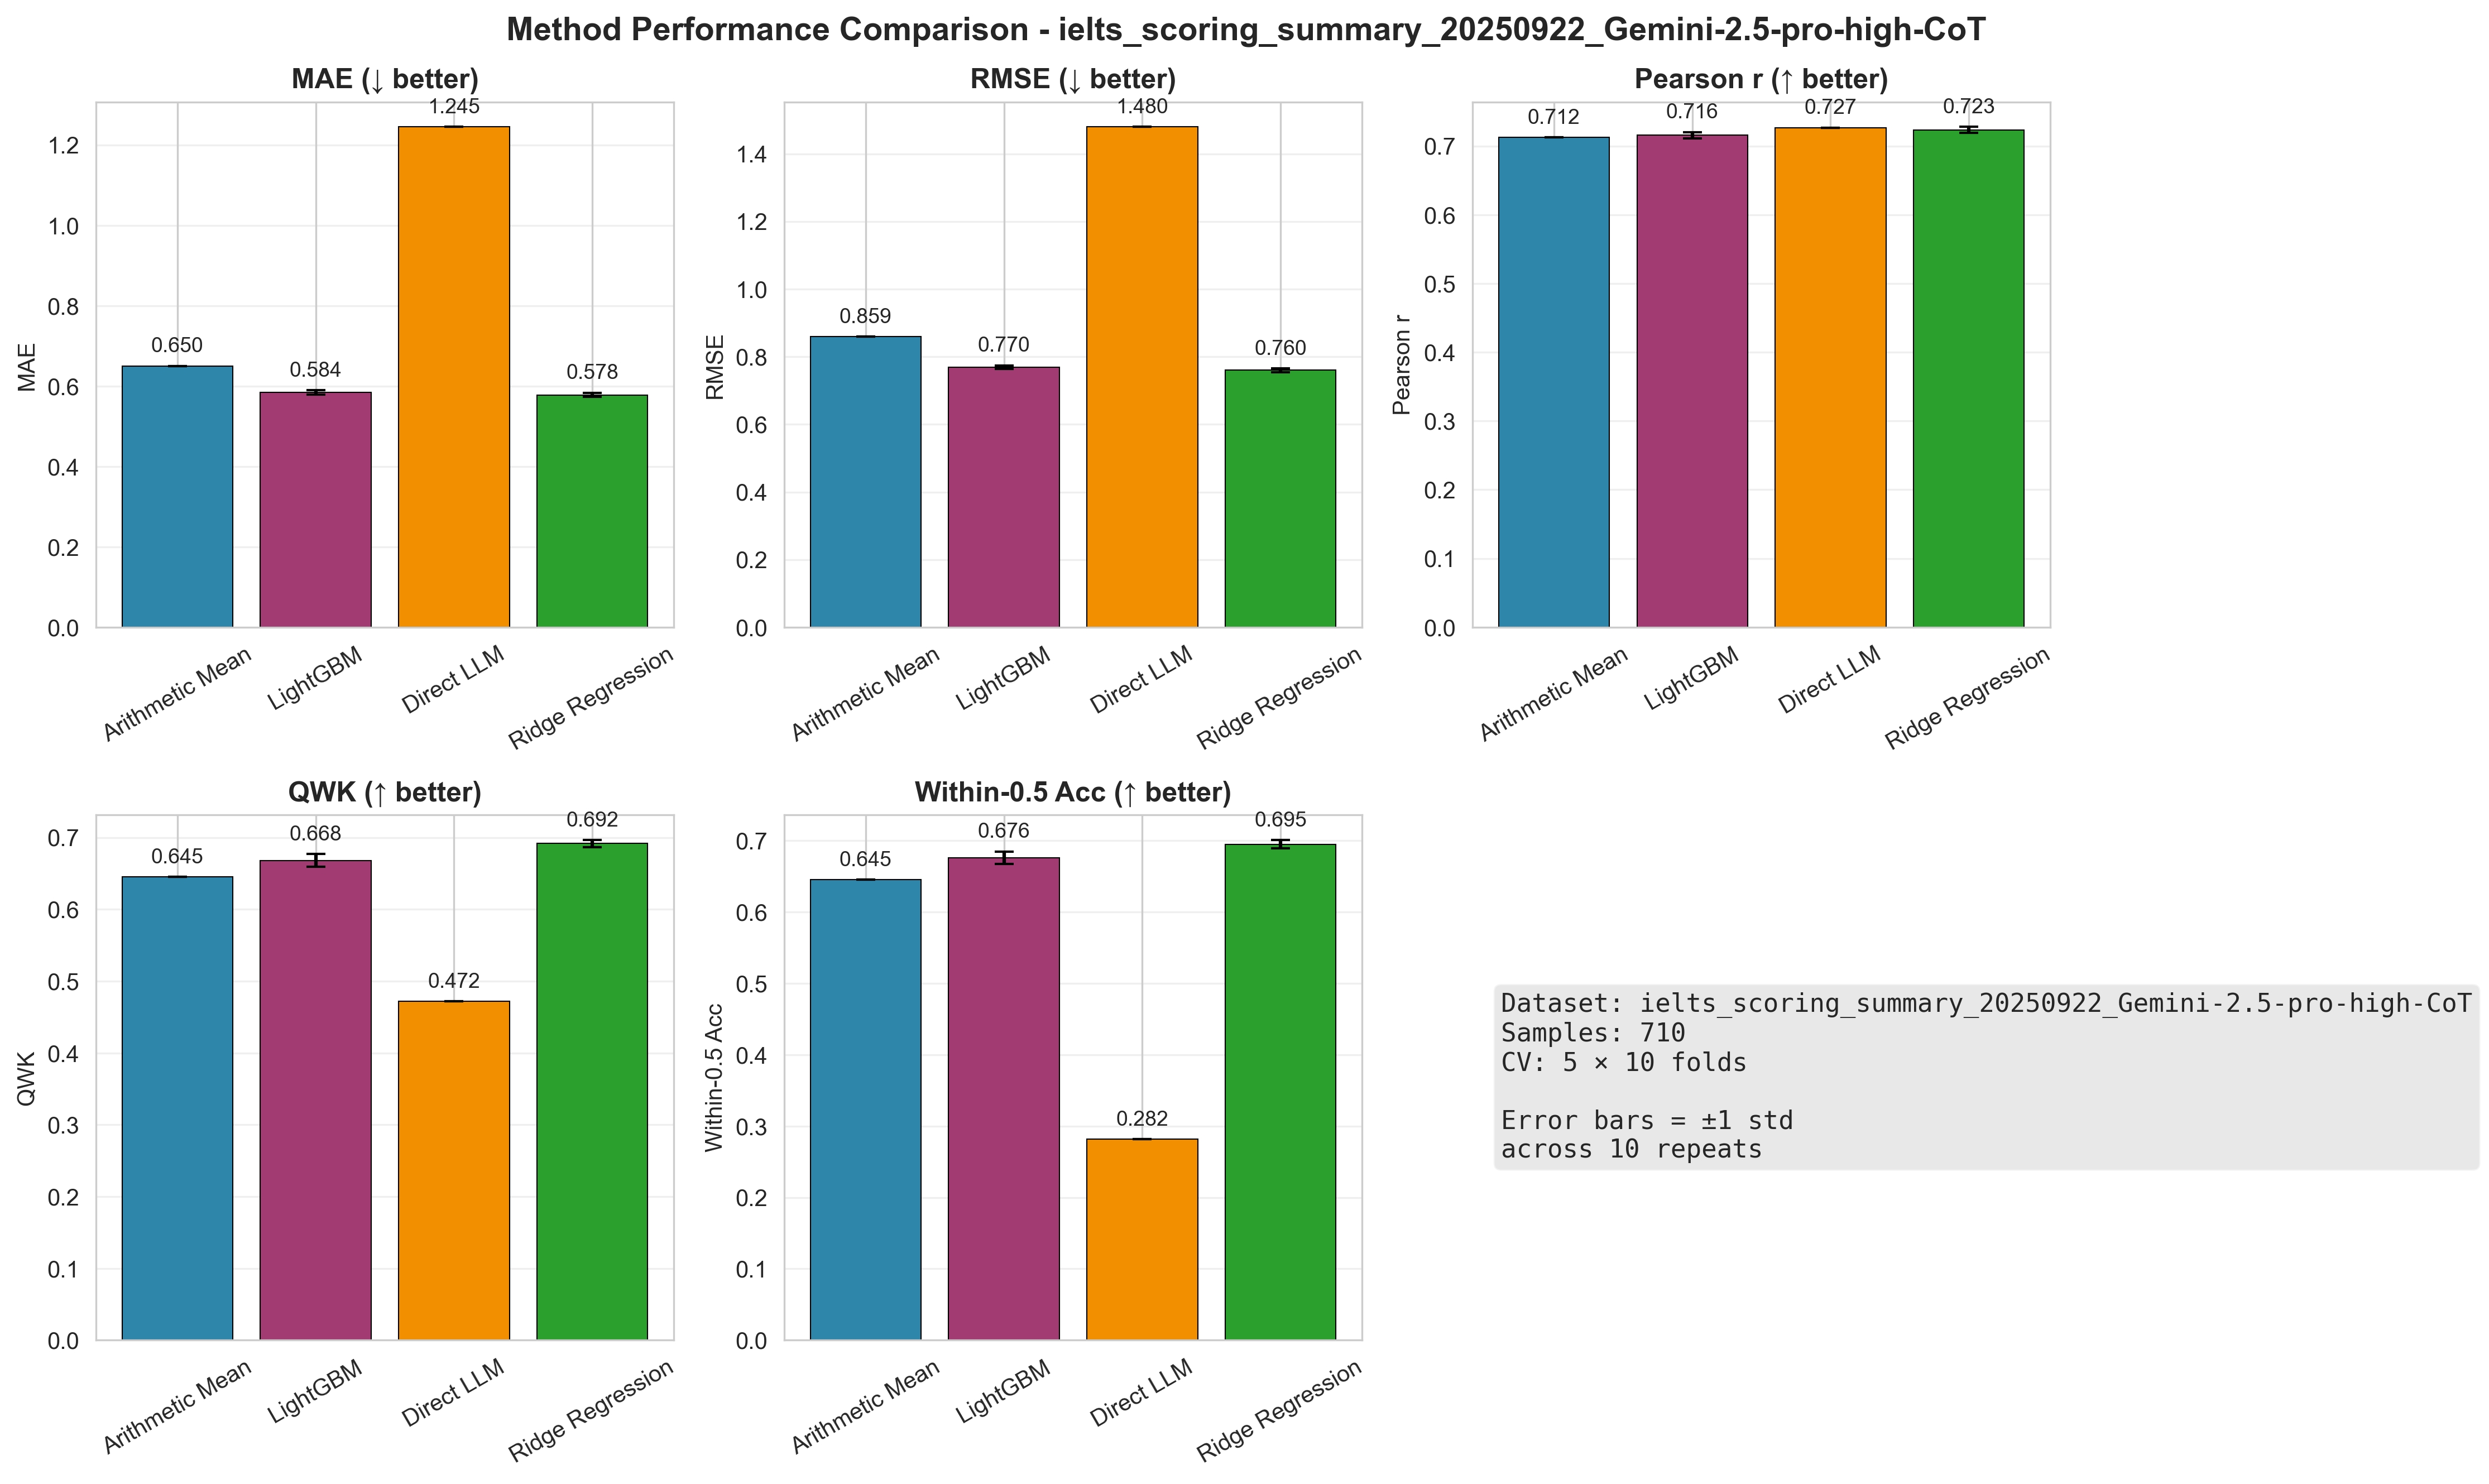 Method Performance Comparison - ielts_scoring_summary_20250922_Gemini-2.5-pro-high-CoT
MAE (↓ better)
1.245
0.650
0.584
0.578
1.2
1.0
0.8
0.6
0.4
0.2
0.0
MAE
Arithmetic Mean
LightGBM
Direct LLM
Ridge Regression
RMSE (↓ better)
1.480
0.859
0.770
0.760
1.4
1.2
1.0
0.8
0.6
0.4
0.2
0.0
RMSE
Arithmetic Mean
LightGBM
Direct LLM
Ridge Regression
Pearson r (↑ better)
0.712
0.716
0.727
0.723
0.7
0.6
0.5
0.4
0.3
0.2
0.1
0.0
Pearson r
Arithmetic Mean
LightGBM
Direct LLM
Ridge Regression
QWK (↑ better)
0.645
0.668
0.472
0.692
0.7
0.6
0.5
0.4
0.3
0.2
0.1
0.0
QWK
Arithmetic Mean
LightGBM
Direct LLM
Ridge Regression
Within-0.5 Acc (↑ better)
0.645
0.676
0.282
0.695
0.7
0.6
0.5
0.4
0.3
0.2
0.1
0.0
Within-0.5 Acc
Arithmetic Mean
LightGBM
Direct LLM
Ridge Regression
Dataset: ielts_scoring_summary_20250922_Gemini-2.5-pro-high-CoT
Samples: 710
CV: 5 × 10 folds
Error bars = ±1 std
across 10 repeats